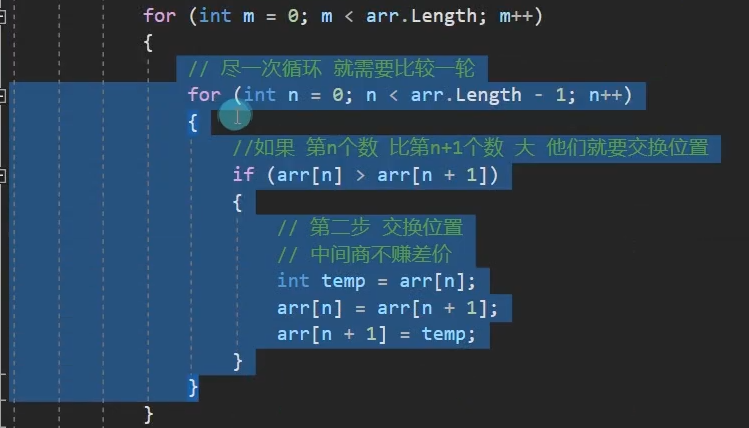 for (int m = 0; m < arr.Length; m++)
{
// 尽一次循环 就需要比较一轮
for (int n = 0; n < arr.Length - 1; n++)
{
//如果 第n个数 比第n+1个数 大 他们就要交换位置
if (arr[n] > arr[n + 1])
{
// 第二步 交换位置
// 中间商不赚差价
int temp = arr[n];
arr[n] = arr[n + 1];
arr[n + 1] = temp;
}
}
}